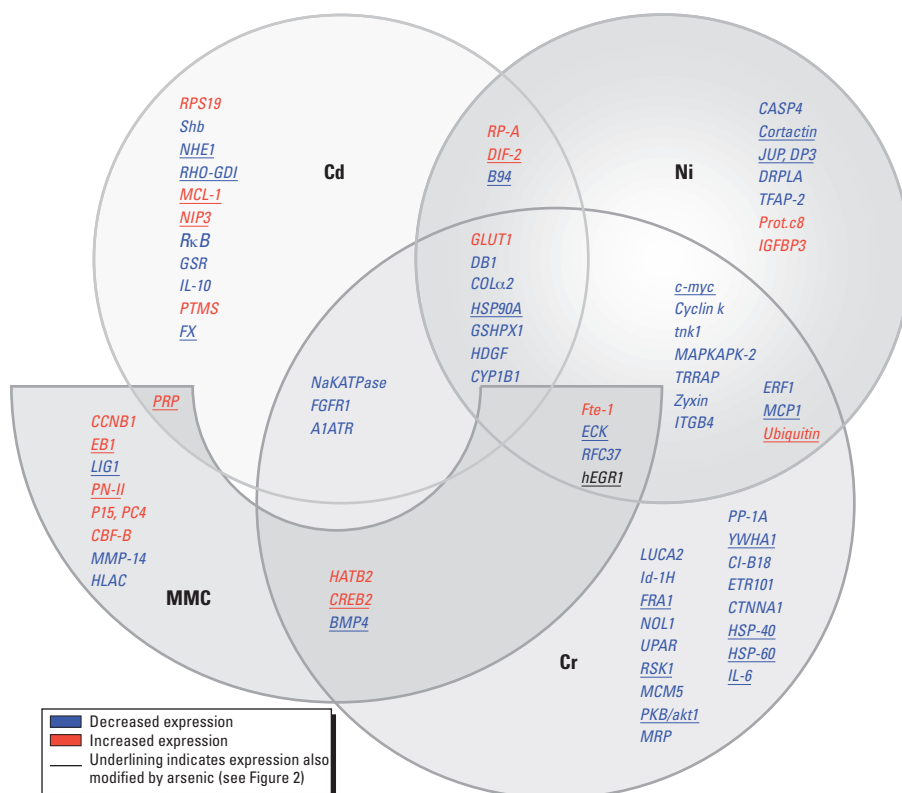 RPS19
Shb
NHE1
RHO-GDI
MCL-1
NIP3
RκB
GSR
IL-10
PTMS
FX
Cd
RP-A
DIF-2
B94
Ni
CASP4
Cortactin
JUP, DP3
DRPLA
TFAP-2
Prot.c8
IGFBP3
GLUT1
DB1
COLα2
HSP90A
GSHPX1
HDGF
CYP1B1
c-myc
Cyclin k
tnk1
MAPKAPK-2
TRRAP
Zyxin
ITGB4
ERF1
MCP1
Ubiquitin
NaKATPase
FGFR1
A1ATR
PRP
CCNB1
EB1
LIG1
PN-II
P15, PC4
CBF-B
MMP-14
HLAC
MMC
Fte-1
ECK
RFC37
hEGR1
HATB2
CREB2
BMP4
Cr
LUCA2
Id-1H
FRA1
NOL1
UPAR
RSK1
MCM5
PKB/akt1
MRP
PP-1A
YWHA1
CI-B18
ETR101
CTNNA1
HSP-40
HSP-60
IL-6
Decreased expression
Increased expression
Underlining indicates expression also
modified by arsenic (see Figure 2)